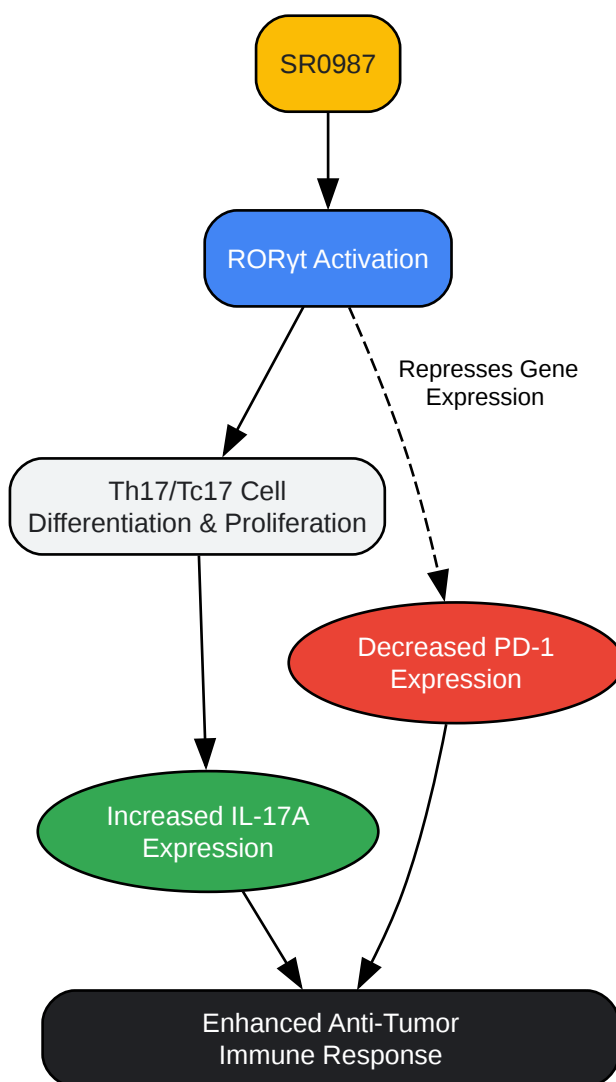 SR0987
RORγt Activation
Represses Gene
Expression
Th17/Tc17 Cell
Differentiation & Proliferation
Decreased PD-1
Expression
Increased IL-17A
Expression
Enhanced Anti-Tumor
Immune Response